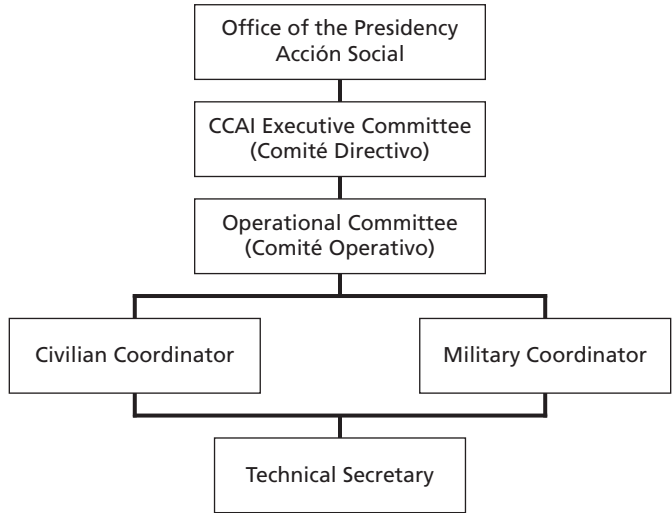 Office of the Presidency
Acción Social
CCAI Executive Committee
(Comité Directivo)
Operational Committee
(Comité Operativo)
Civilian Coordinator
Military Coordinator
Technical Secretary